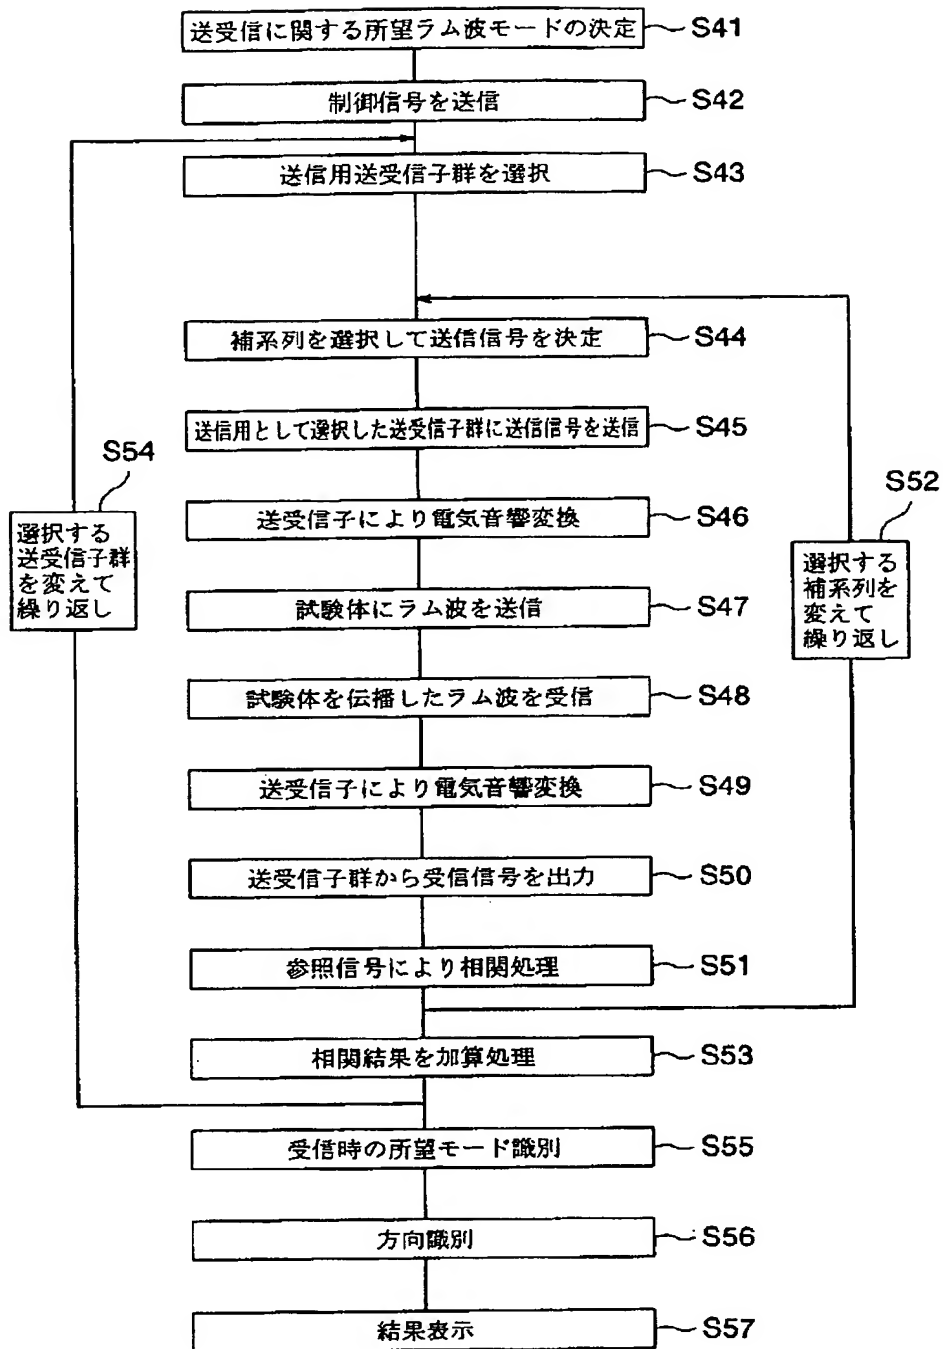 送受信に関する所望ラム波モードの決定 S41
制御信号を送信 S42
送信用送受信子群を選択 S43
補系列を選択して送信信号を決定 S44
送信用として選択した送受信子群に送信信号を送信 S45
送受信子により電気音響変換 S46
試験体にラム波を送信 S47
試験体を伝播したラム波を受信 S48
送受信子により電気音響変換 S49
送受信子群から受信信号を出力 S50
参照信号により相関処理 S51
S52
選択する
補系列を
変えて
繰り返し
相関結果を加算処理 S53
S54
選択する
送受信子群
を変えて
繰り返し
受信時の所望モード識別 S55
方向識別 S56
結果表示 S57